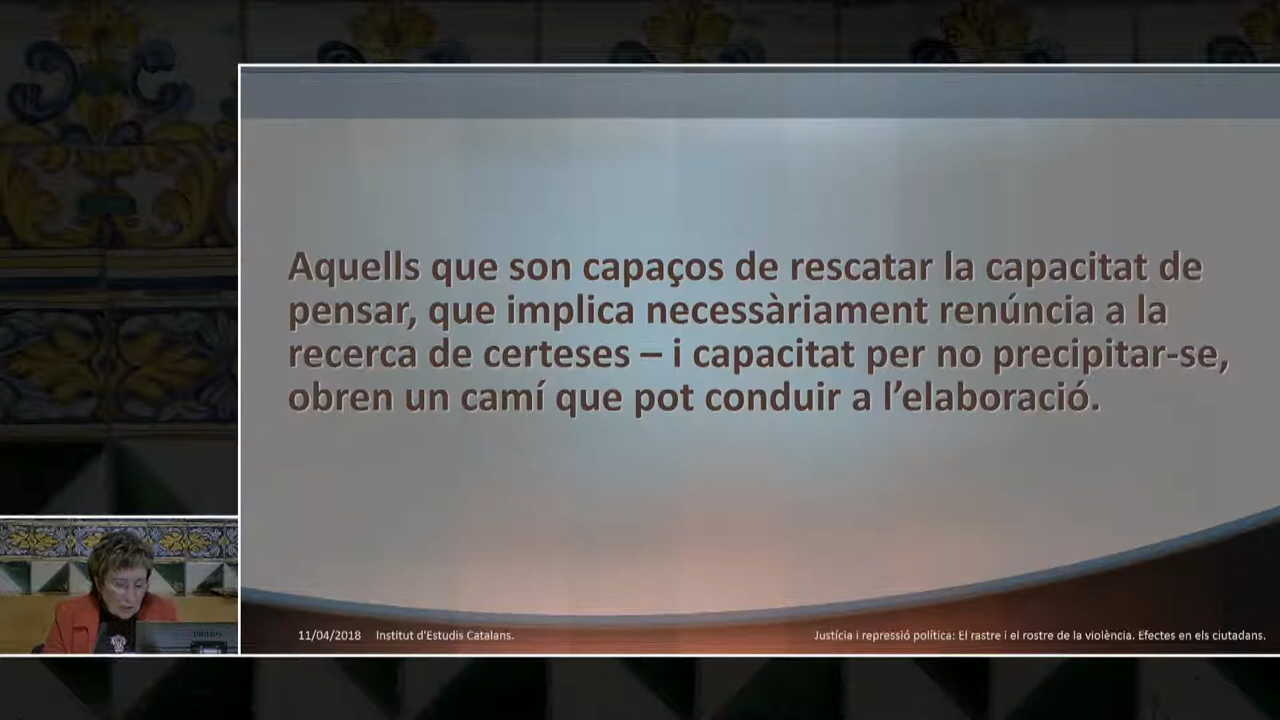 Aquells que son capaços de rescatar la capacitat de
pensar, que implica necessàriament renúncia a la
recerca de certeses – i capacitat per no precipitar-se,
obren un camí que pot conduir a l’elaboració.
11/04/2018 Institut d'Estudis Catalans.
Justícia i repressió política: El rastre i el rostre de la violència. Efectes en els ciutadans.